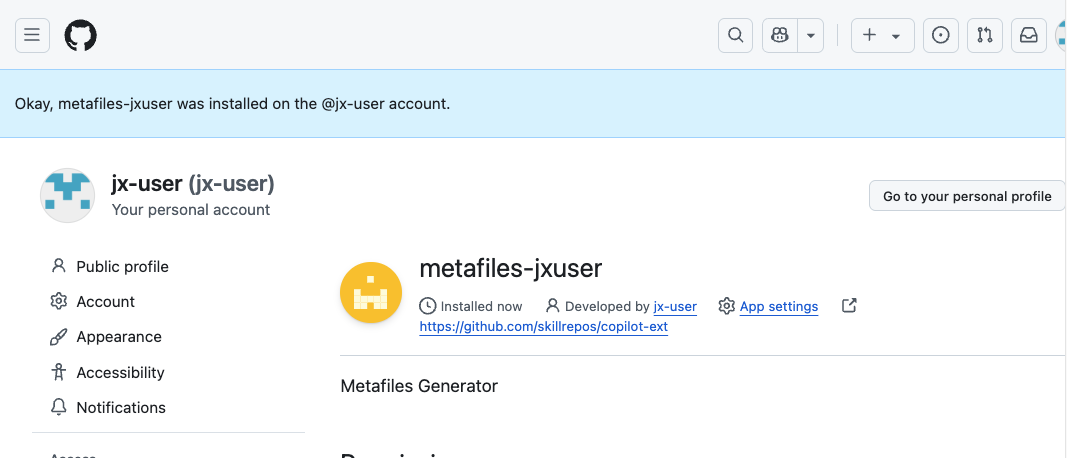 Okay, metafiles-jxuser was installed on the @jx-user account.
jx-user (jx-user)
Your personal account
Go to your personal profile
Public profile
Account
Appearance
Accessibility
Notifications
metafiles-jxuser
Installed now Developed by jx-user App settings
https://github.com/skillrepos/copilot-ext
Metafiles Generator